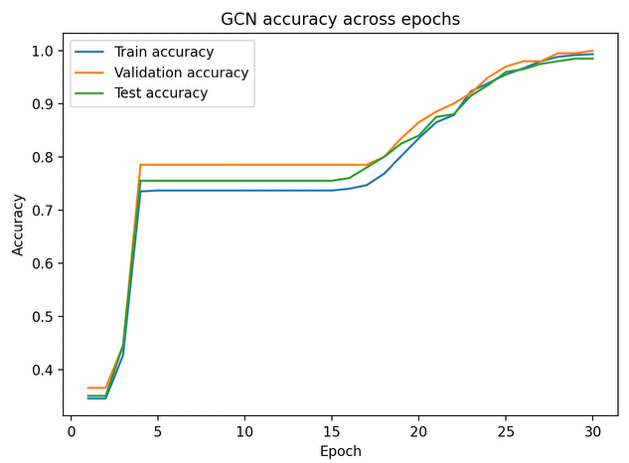 GCN accuracy across epochs
Train accuracy
Validation accuracy
Test accuracy
1.0
0.9
0.8
0.7
0.6
0.5
0.4
Accuracy
0 5 10 15 20 25 30
Epoch